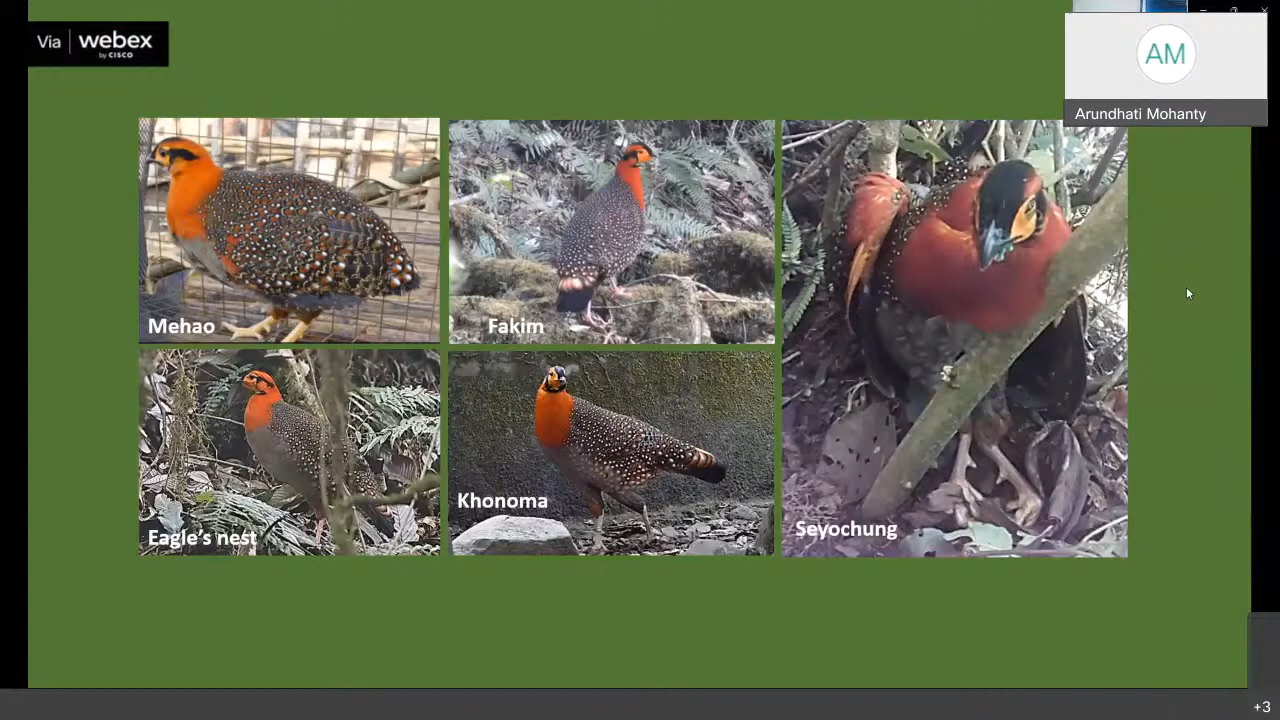 Via webex
by CISCO
AM
Arundhati Mohanty
Mehao
Fakim
Eagle's nest
Khonoma
Seyochung
+3